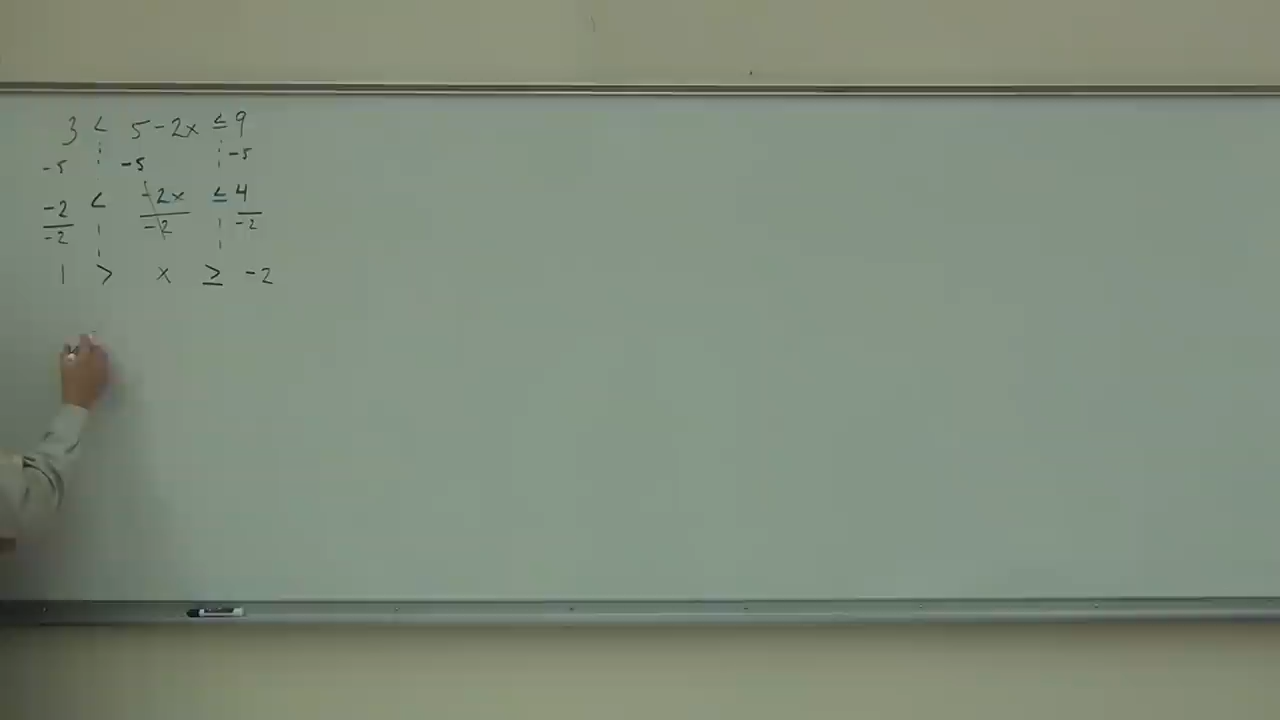 3 < 5 - 2x ≤ 9
-5 -5 -5
-2 < -2x ≤ 4
-2 -2 -2
1 > x ≥ -2